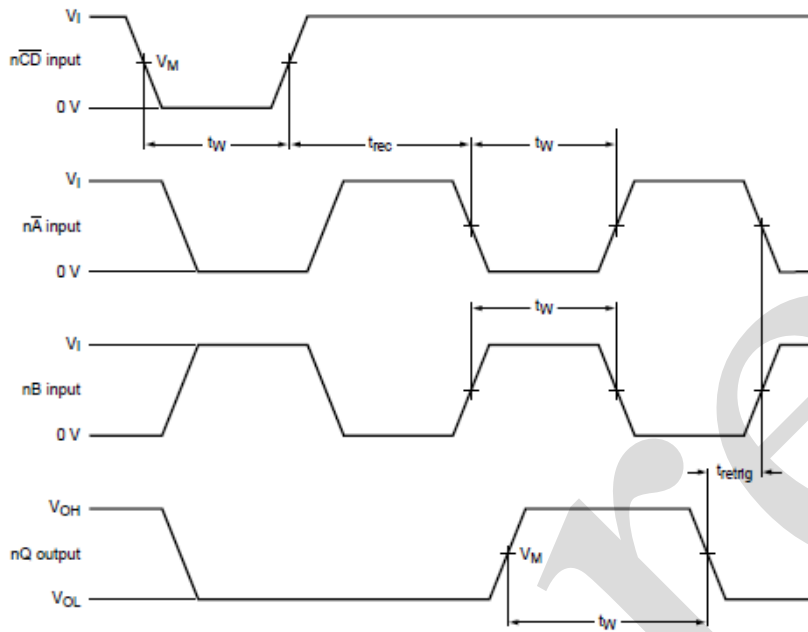 VI
nC̅D̅ input
VM
0 V
tW
trec
tW
VI
nA̅ input
0 V
tW
VI
nB input
0 V
tretrig
VOH
nQ output
VM
VOL
tW